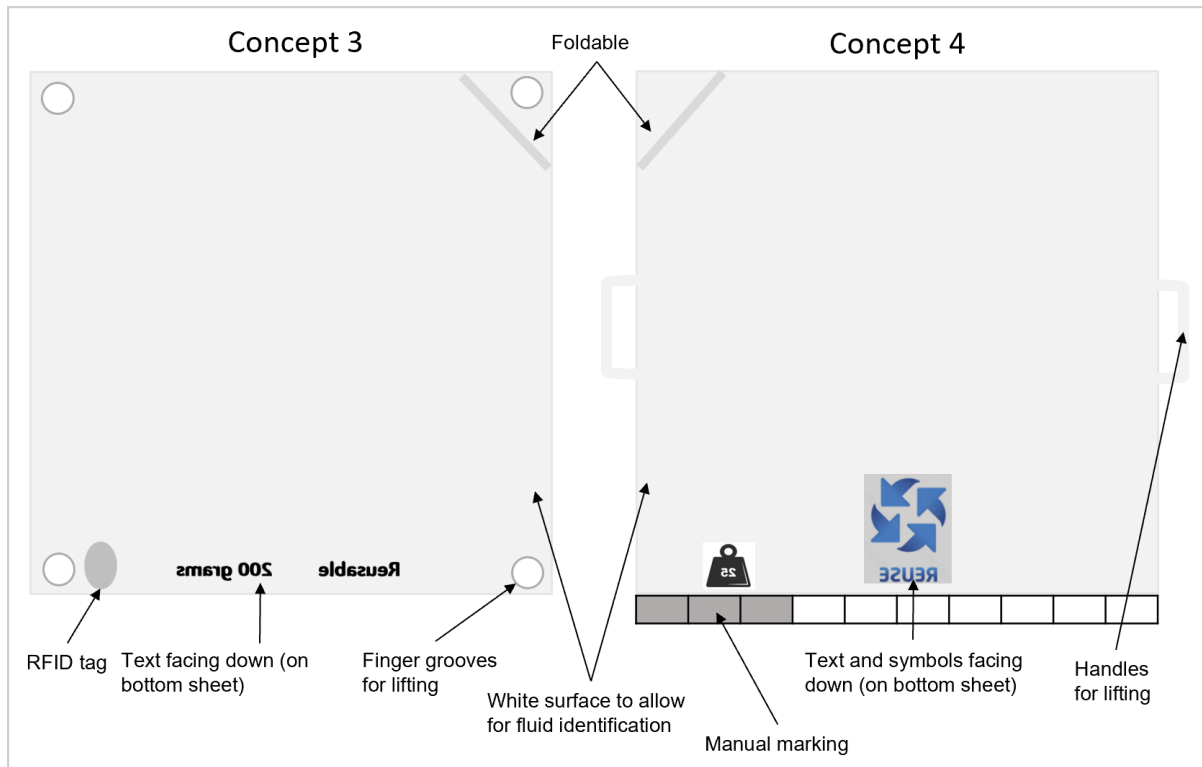 Concept 3
Foldable
Concept 4
200 grams
Reusable
25
REUSE
RFID tag
Text facing down (on
bottom sheet)
Finger grooves
for lifting
White surface to allow
for fluid identification
Manual marking
Text and symbols facing
down (on bottom sheet)
Handles
for lifting